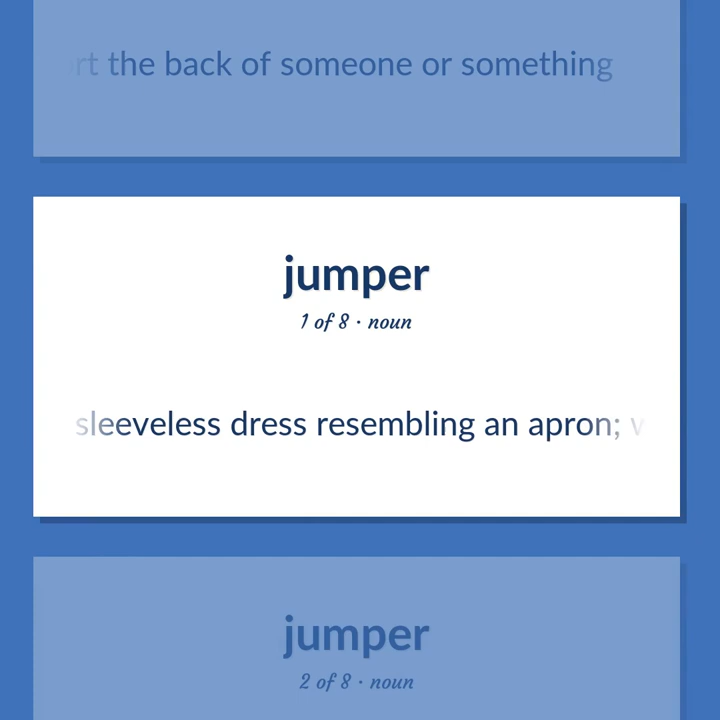 the back of someone or something
jumper
1 of 8 · noun
sleeveless dress resembling an apron;
jumper
2 of 8 · noun